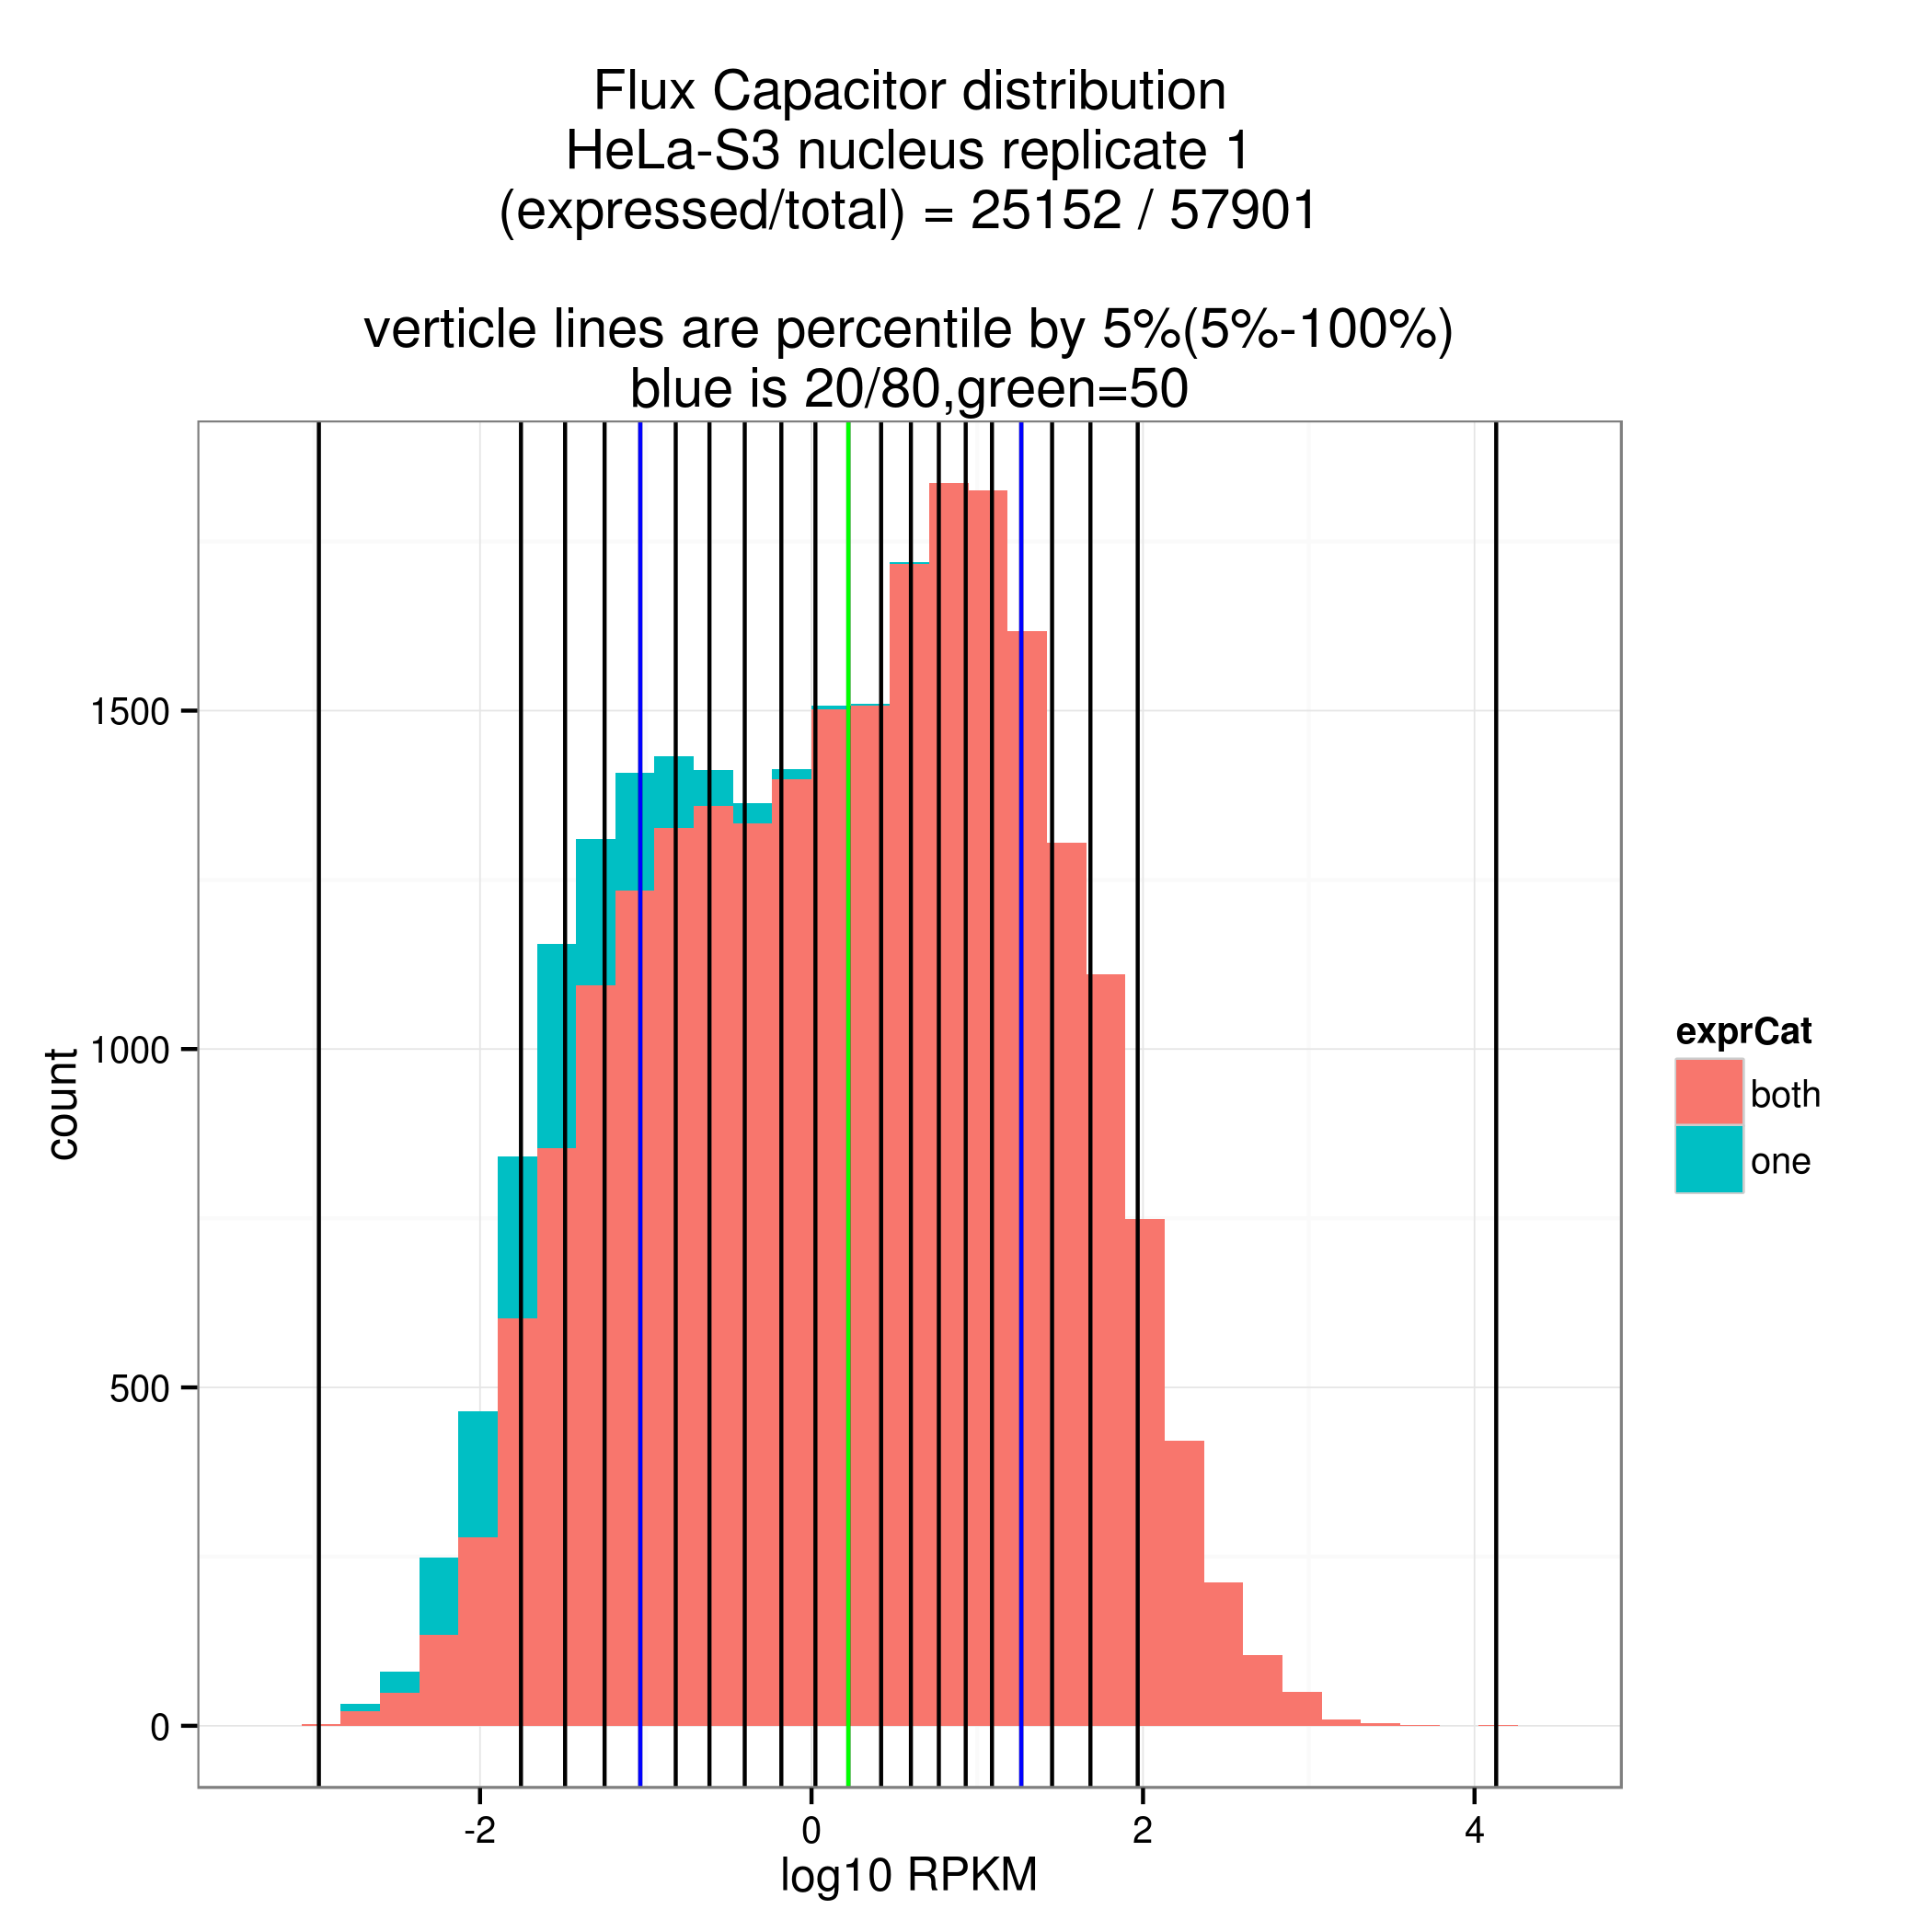 Flux Capacitor distribution
HeLa-S3 nucleus replicate 1
(expressed/total) = 25152 / 57901
verticle lines are percentile by 5%(5%-100%)
blue is 20/80,green=50
1500
1000
500
0
count
-2 0 2 4
log10 RPKM
exprCat
both
one